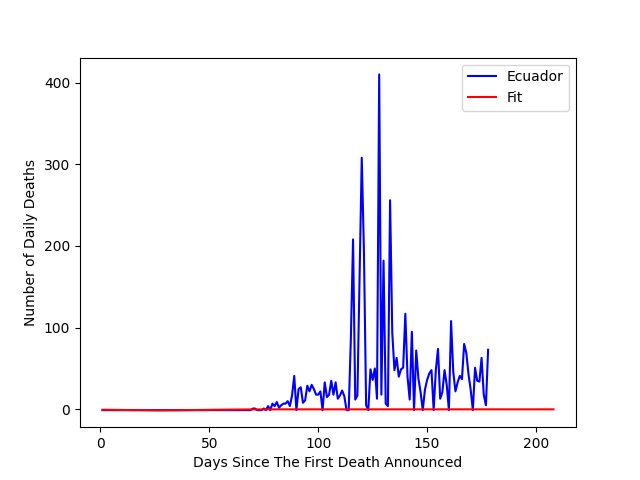 Ecuador
Fit
Number of Daily Deaths
400
300
200
100
0
0 50 100 150 200
Days Since The First Death Announced